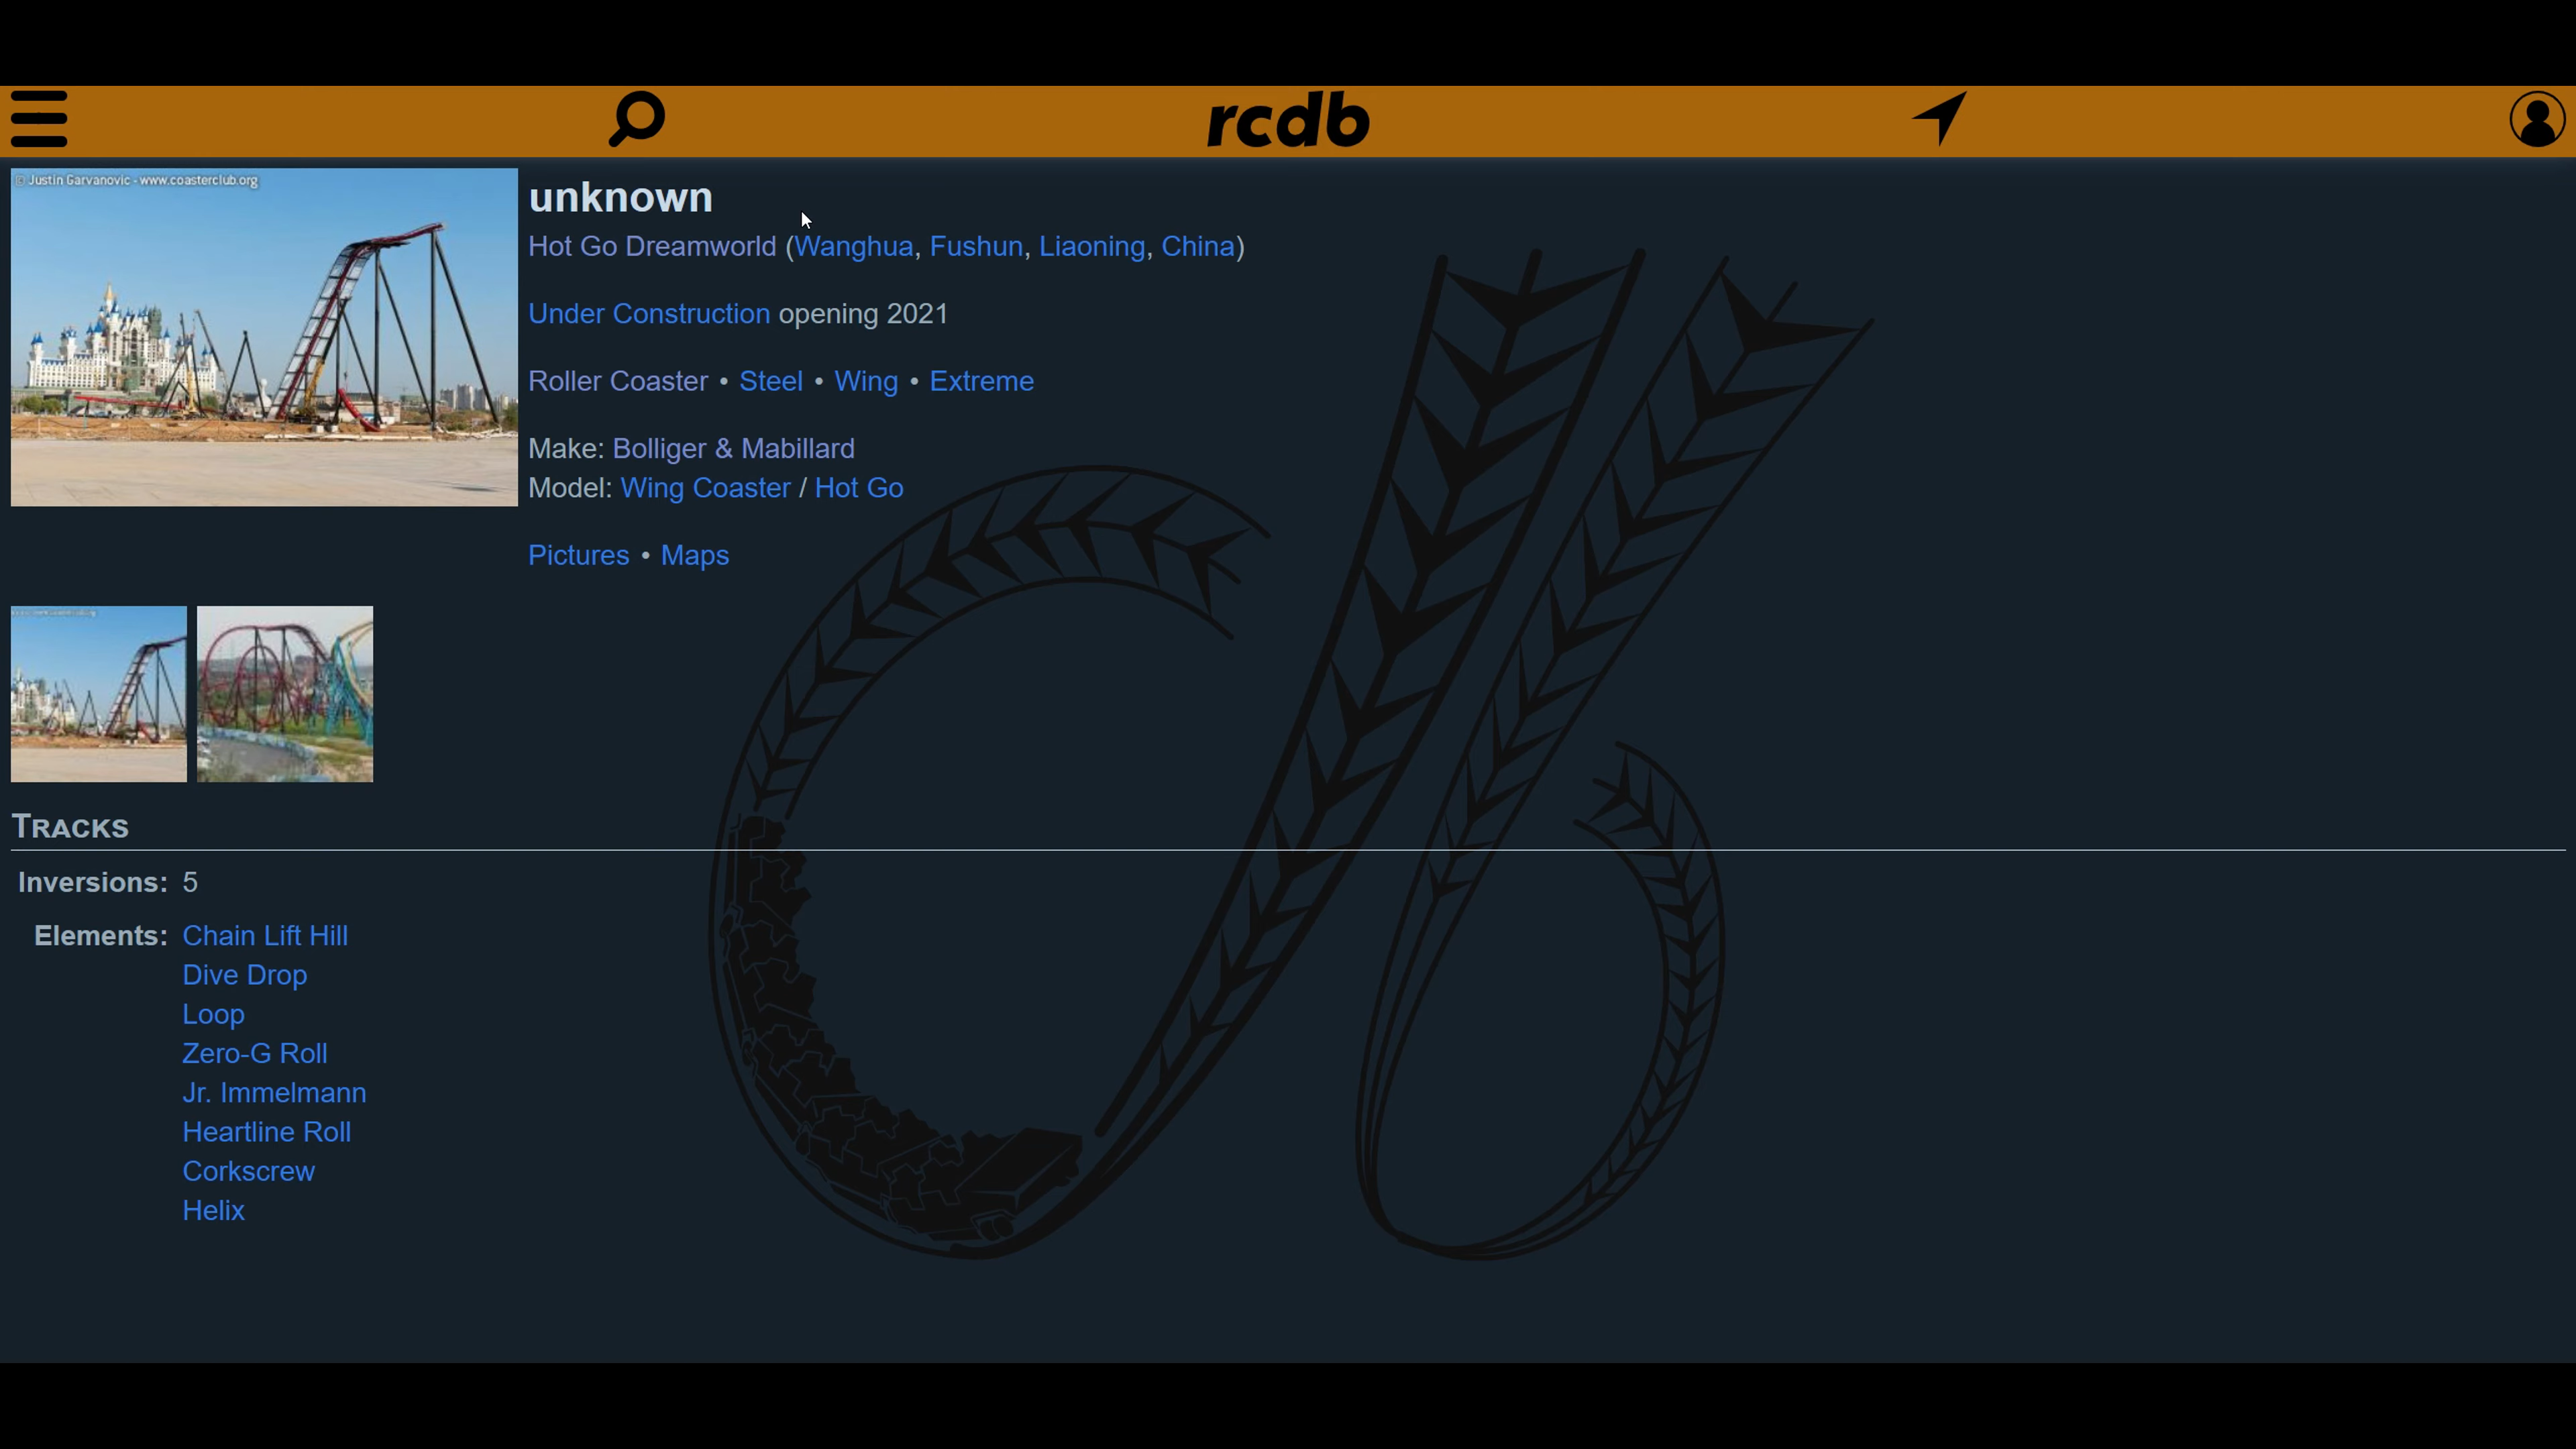 rcdb
© Justin Garvanovic - www.coasterclub.org
unknown
Hot Go Dreamworld (Wanghua, Fushun, Liaoning, China)
Under Construction opening 2021
Roller Coaster • Steel • Wing • Extreme
Make: Bolliger & Mabillard
Model: Wing Coaster / Hot Go
Pictures • Maps
Tracks
Inversions: 5
Elements: Chain Lift Hill
Dive Drop
Loop
Zero-G Roll
Jr. Immelmann
Heartline Roll
Corkscrew
Helix